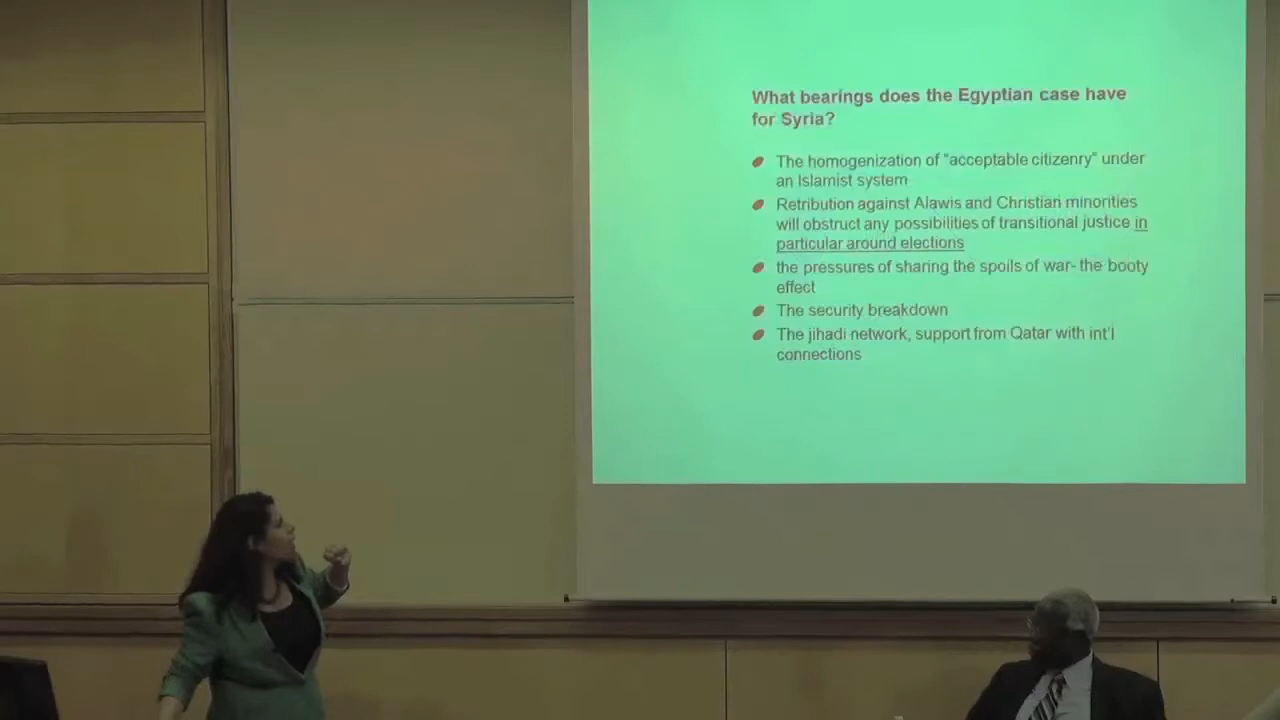 What bearings does the Egyptian case have
for Syria?
The homogenization of "acceptable citizenry" under
an Islamist system
Retribution against Alawis and Christian minorities
will obstruct any possibilities of transitional justice in
particular around elections
the pressures of sharing the spoils of war- the booty
effect
The security breakdown
The jihadi network, support from Qatar with int'l
connections